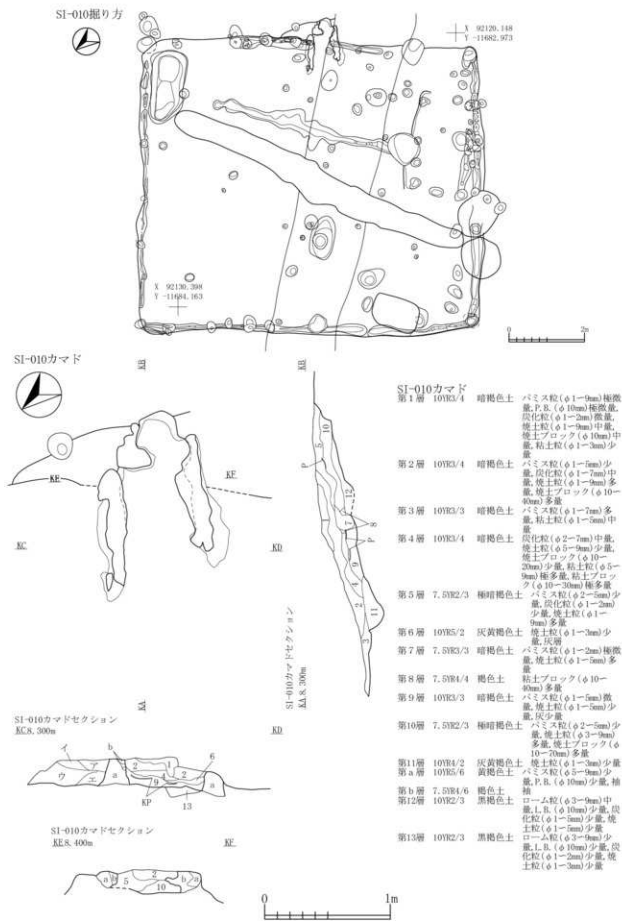 SI-010掘り方
X 92120.148
Y -11682.973
X 92130.398
Y -11684.163
0 2m
SI-010カマド
KB
KB
KE
KF
KC
KD
KA
KD
5
10
P
12
7
8
P
9
4
2
11
3
SI-010カマドセクション
KA 8.300m
SI-010カマドセクション
KC 8.300m
イ
ア
ウ
エ
a
b
1
2
4
2
9
6
a
KP
13
SI-010カマドセクション
KE 8.400m
KF
a
b
5
2
10
b
a
0 1m
SI-010カマド
第1層 10YR3/4 暗褐色土 パミス粒(φ1~9㎜)極微
量,P.B.(φ10㎜)極微量,
炭化粒(φ1~2㎜)微量,
焼土粒(φ1~9㎜)中量,
焼土ブロック(φ10㎜)中
量,粘土粒(φ1~3㎜)少
量
第2層 10YR3/4 暗褐色土 パミス粒(φ1~5㎜)少
量,炭化粒(φ1~7㎜)中
量,焼土粒(φ1~9㎜)多
量,焼土ブロック(φ10~
40㎜)多量
第3層 10YR3/3 暗褐色土 パミス粒(φ1~7㎜)多
量,粘土粒(φ1~5㎜)中量
第4層 10YR3/4 暗褐色土 炭化粒(φ2~7㎜)中量,
焼土粒(φ5~9㎜)少量,
焼土ブロック(φ10~
20㎜)少量,粘土粒(φ5~
9㎜)極多量,粘土ブロッ
ク(φ10~30㎜)極多量
第5層 7.5YR2/3 極暗褐色土 パミス粒(φ2~5㎜)少
量,炭化粒(φ1~2㎜)
少量,焼土粒(φ1~
9㎜)多量
第6層 10YR5/2 灰黄褐色土 焼土粒(φ1~3㎜)少
量,灰層
第7層 7.5YR3/3 暗褐色土 パミス粒(φ1~2㎜)極微
量,焼土粒(φ1~5㎜)多量
第8層 7.5YR4/4 褐色土 粘土ブロック(φ10~
40㎜)多量
第9層 10YR3/3 暗褐色土 パミス粒(φ1~5㎜)微
量,焼土粒(φ1~5㎜)少
量,灰少量
第10層 7.5YR2/3 極暗褐色土 パミス粒(φ2~5㎜)少
量,焼土粒(φ3~9㎜)
多量,焼土ブロック(φ
10~70㎜)多量
第11層 10YR4/2 灰黄褐色土 焼土粒(φ1~3㎜)少量
第a層 10YR5/6 黄褐色土 パミス粒(φ5~9㎜)少
量,P.B.(φ10㎜)少量,袖
第b層 7.5YR4/6 褐色土 袖
第12層 10YR2/3 黒褐色土 ローム粒(φ3~9㎜)中
量,L.B.(φ10㎜)少量,炭
化粒(φ1~5㎜)少量,焼
土粒(φ1~5㎜)少量
第13層 10YR2/3 黒褐色土 ローム粒(φ3~9㎜)少
量,L.B.(φ10㎜)少量,炭
化粒(φ1~2㎜)少量,焼
土粒(φ1~3㎜)少量